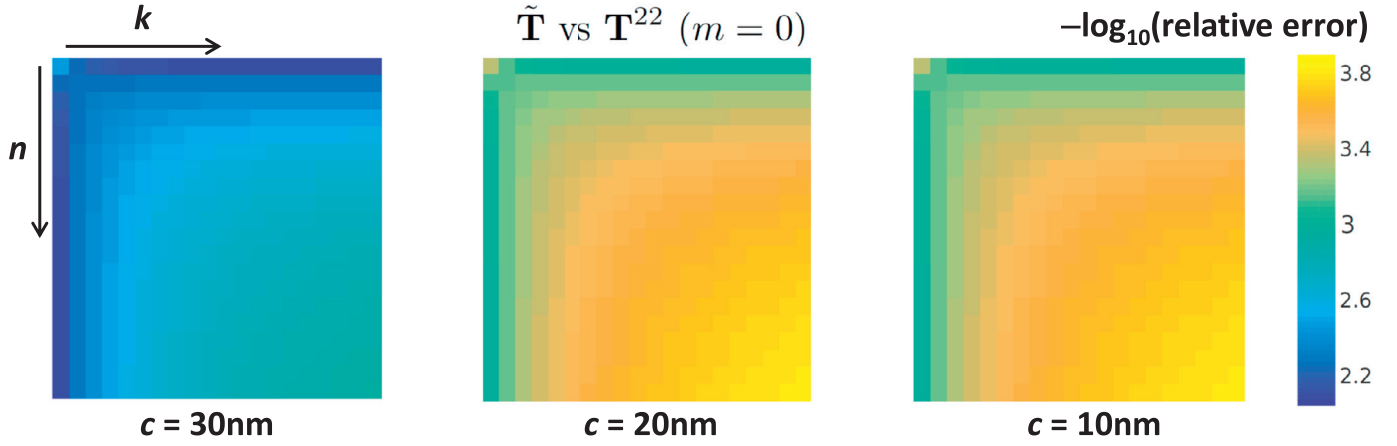 k
T̃ vs T²² (m = 0)
–log₁₀(relative error)
n
3.8
3.4
3
2.6
2.2
c = 30nm
c = 20nm
c = 10nm